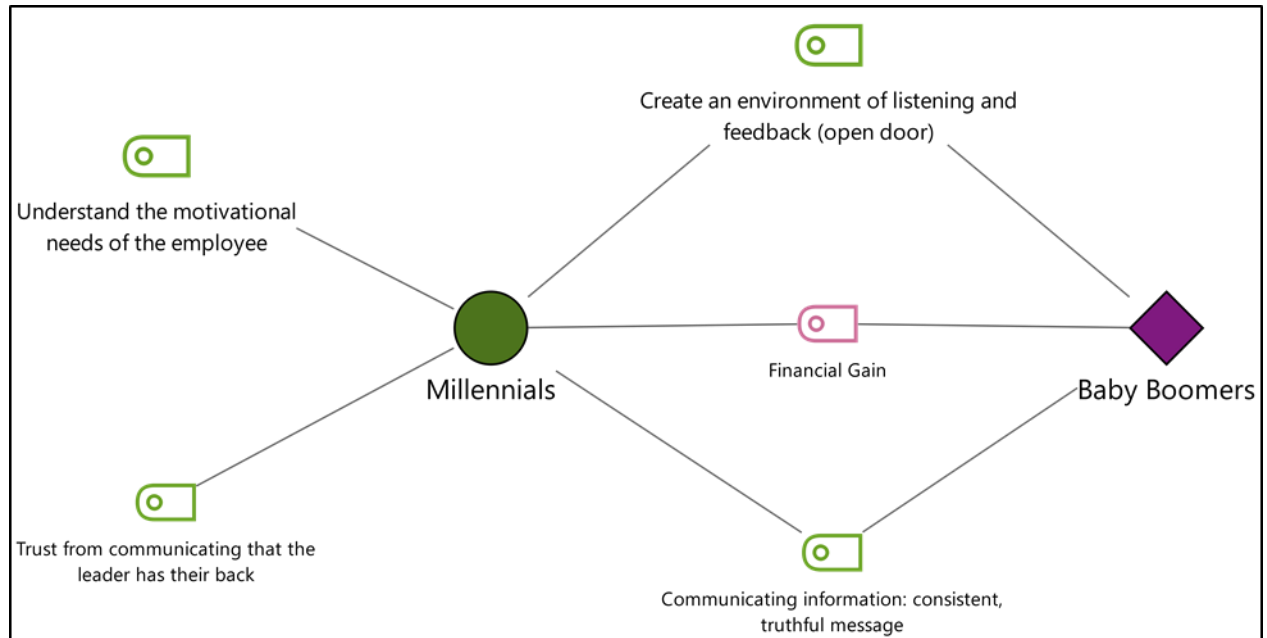 Create an environment of listening and
feedback (open door)
Understand the motivational
needs of the employee
Financial Gain
Millennials
Baby Boomers
Trust from communicating that the
leader has their back
Communicating information: consistent,
truthful message